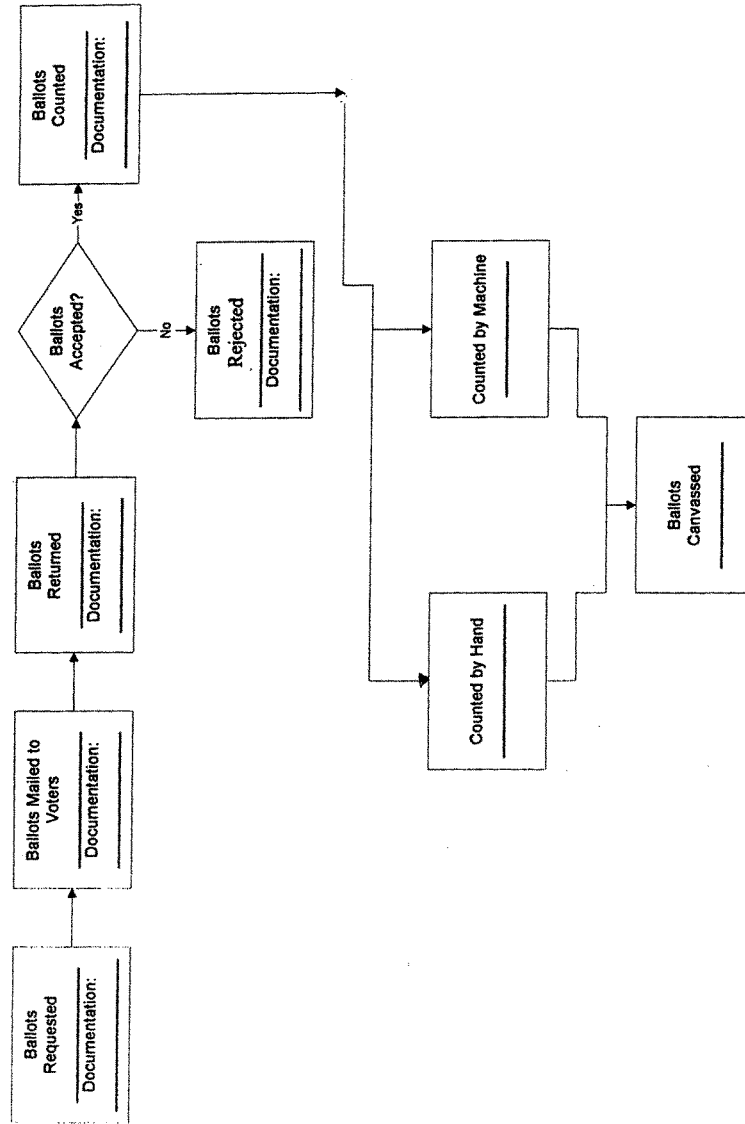 Ballots
Requested
Documentation:
Ballots Mailed to
Voters
Documentation:
Ballots
Returned
Documentation:
Ballots
Accepted?
Yes
No
Ballots
Counted
Documentation:
Ballots
Rejected
Documentation:
Counted by Hand
Counted by Machine
Ballots
Canvassed